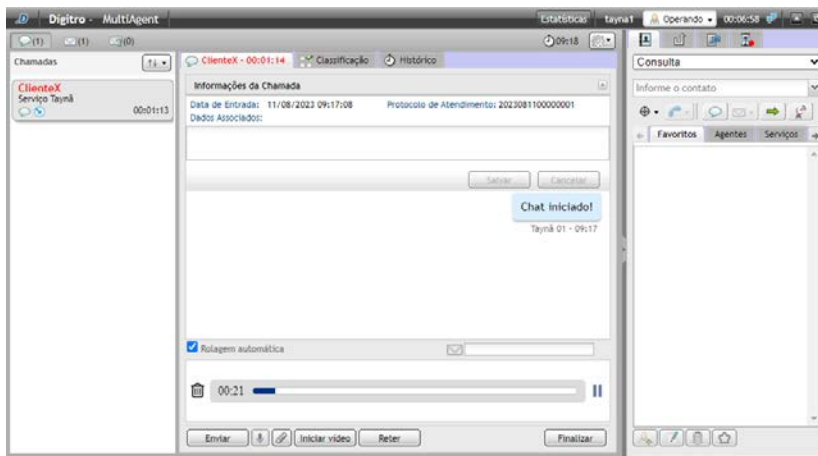 Dígitro - MultiAgent
Estatísticas tayna1 Operando 00:06:58
(1) (1) (0) 09:18
Chamadas
ClienteX - 00:01:14 Classificação Histórico
Consulta
ClienteX
Serviço Taynã
00:01:13
Informações da Chamada
Informe o contato
Data de Entrada: 11/08/2023 09:17:08 Protocolo de Atendimento: 2023081100000001
Dados Associados:
Favoritos Agentes Serviços
Salvar Cancelar
Chat iniciado!
Taynã 01 - 09:17
Rolagem automática
00:21
Enviar Iniciar vídeo Reter Finalizar